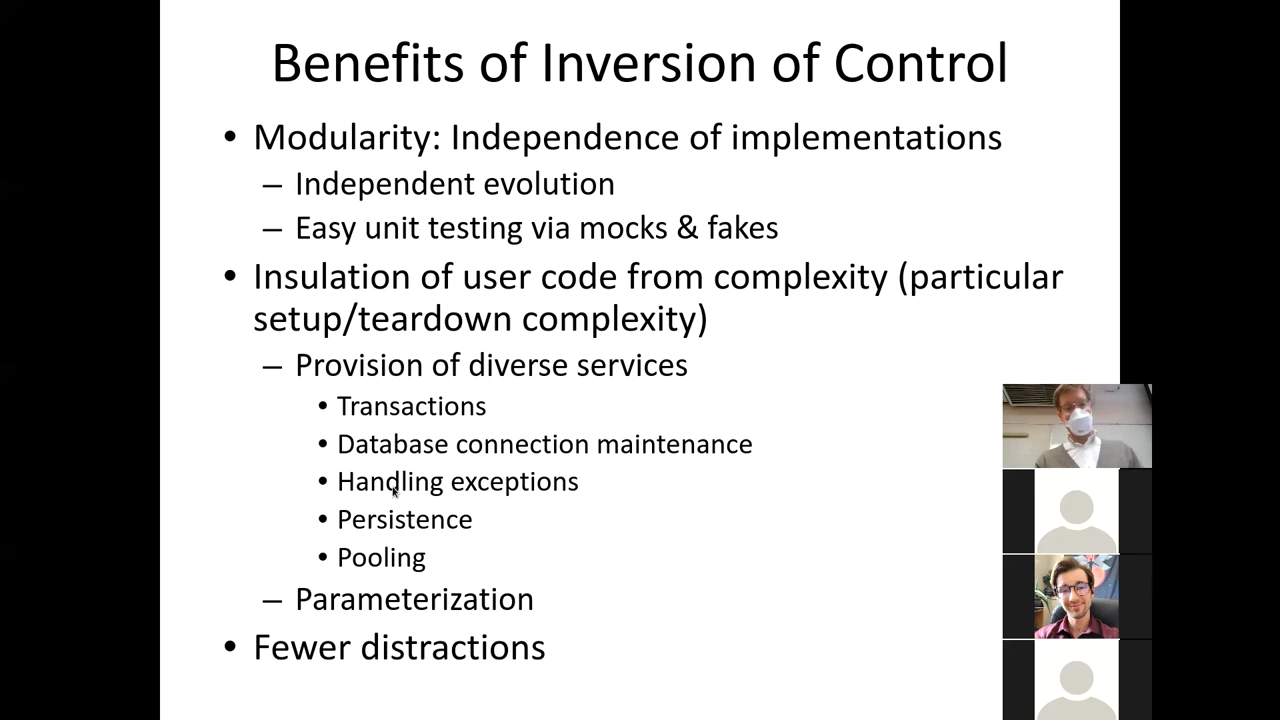 Benefits of Inversion of Control
• Modularity: Independence of implementations
– Independent evolution
– Easy unit testing via mocks & fakes
• Insulation of user code from complexity (particular
setup/teardown complexity)
– Provision of diverse services
• Transactions
• Database connection maintenance
• Handling exceptions
• Persistence
• Pooling
– Parameterization
• Fewer distractions